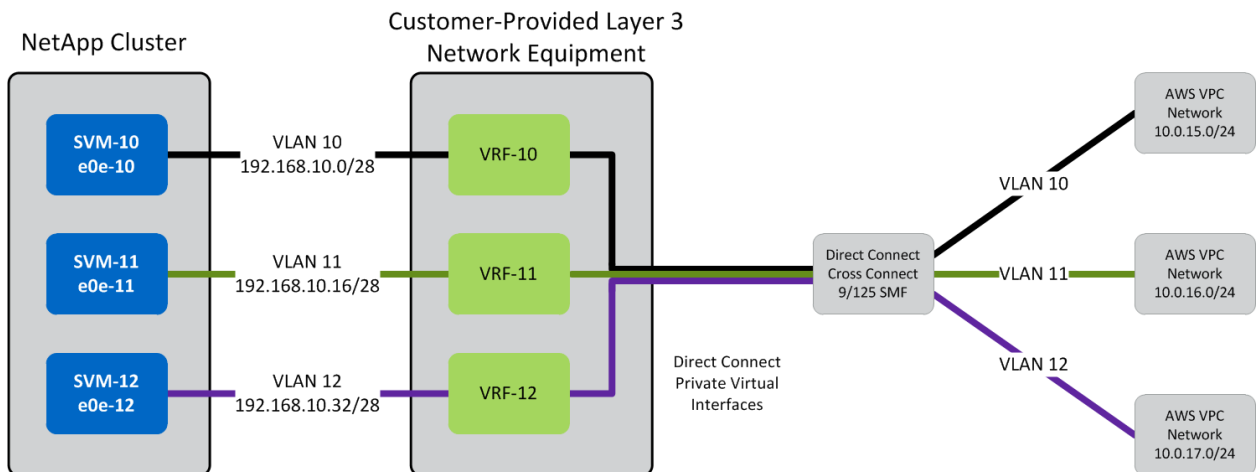 NetApp Cluster
Customer-Provided Layer 3
Network Equipment
SVM-10
e0e-10
VLAN 10
192.168.10.0/28
VRF-10
SVM-11
e0e-11
VLAN 11
192.168.10.16/28
VRF-11
SVM-12
e0e-12
VLAN 12
192.168.10.32/28
VRF-12
Direct Connect
Private Virtual
Interfaces
Direct Connect
Cross Connect
9/125 SMF
VLAN 10
VLAN 11
VLAN 12
AWS VPC
Network
10.0.15.0/24
AWS VPC
Network
10.0.16.0/24
AWS VPC
Network
10.0.17.0/24